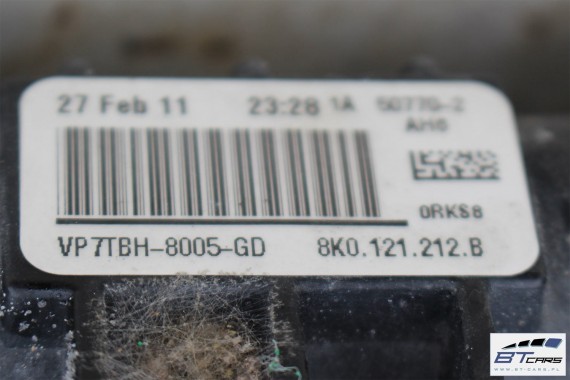 27 Feb 11 23:28 1A 50770-2
AH0
0RKS8
VP7TBH-8005-GD 8K0.121.212.B
BTCARS
WWW.BT-CARS.PL